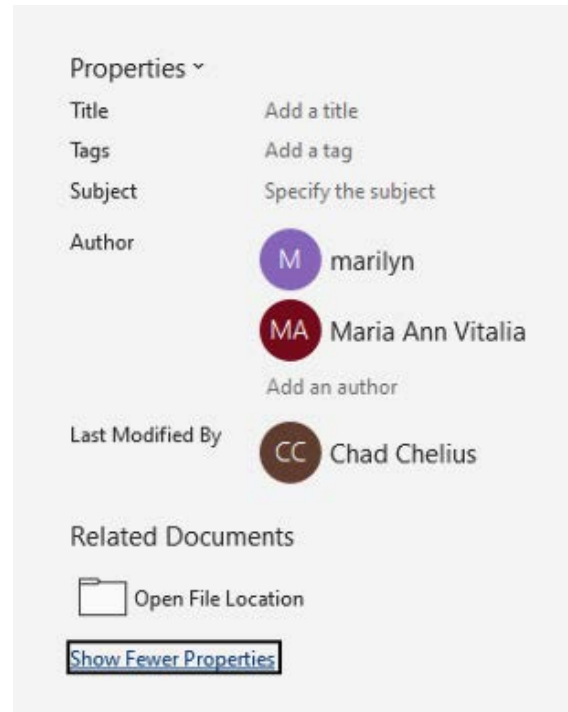 Properties
Title Add a title
Tags Add a tag
Subject Specify the subject
Author M marilyn
MA Maria Ann Vitalia
Add an author
Last Modified By CC Chad Chelius
Related Documents
Open File Location
Show Fewer Properties